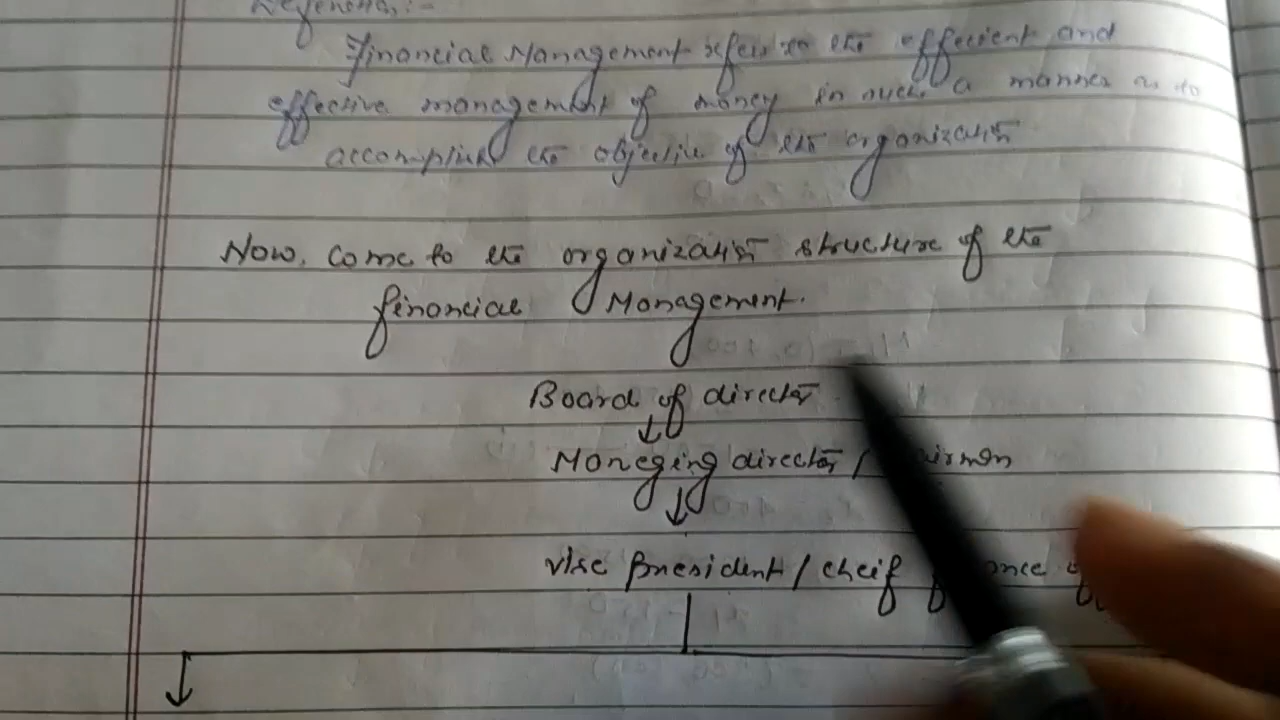 Definition:-
Financial Management refers to the effecient and
effective management of money in such a manner as to
accomplish the objective of the organization
Now, come to the organization structure of the
financial Management.
Board of director
Maneging director /
vise President / cheif